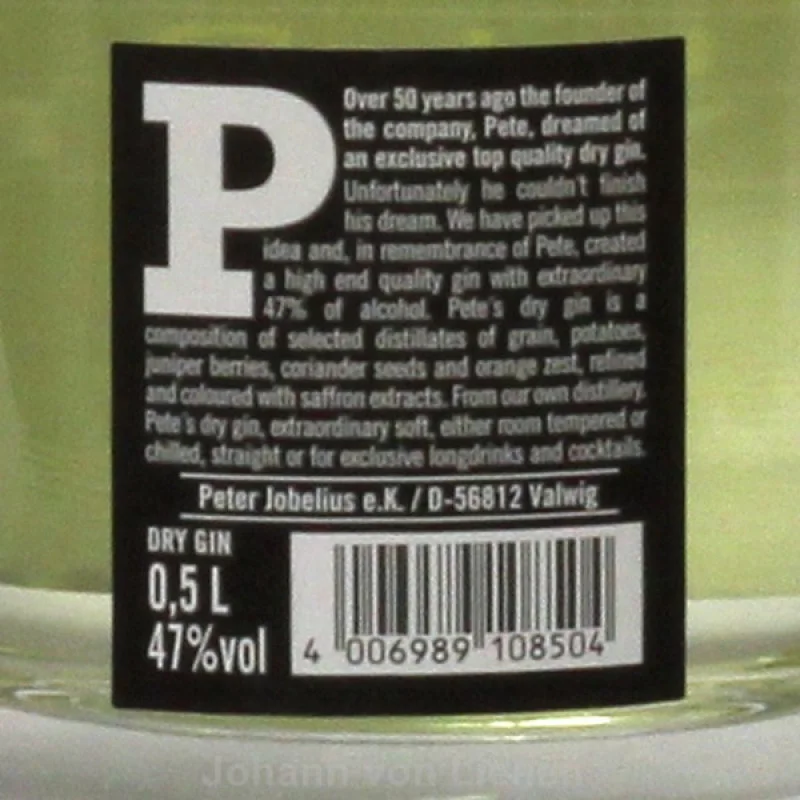 P
Over 50 years ago the founder of
the company, Pete, dreamed of
an exclusive top quality dry gin.
Unfortunately he couldn't finish
his dream. We have picked up this
idea and, in remembrance of Pete, created
a high end quality gin with extraordinary
47% of alcohol. Pete's dry gin is a
composition of selected distillates of grain, potatoes,
juniper berries, coriander seeds and orange zest, refined
and coloured with saffron extracts. From our own distillery.
Pete's dry gin, extraordinary soft, either room tempered or
chilled, straight or for exclusive longdrinks and cocktails.
Peter Jobelius e.K. / D-56812 Valwig
DRY GIN
0,5 L
47%vol
4 006989 108504
Johann von